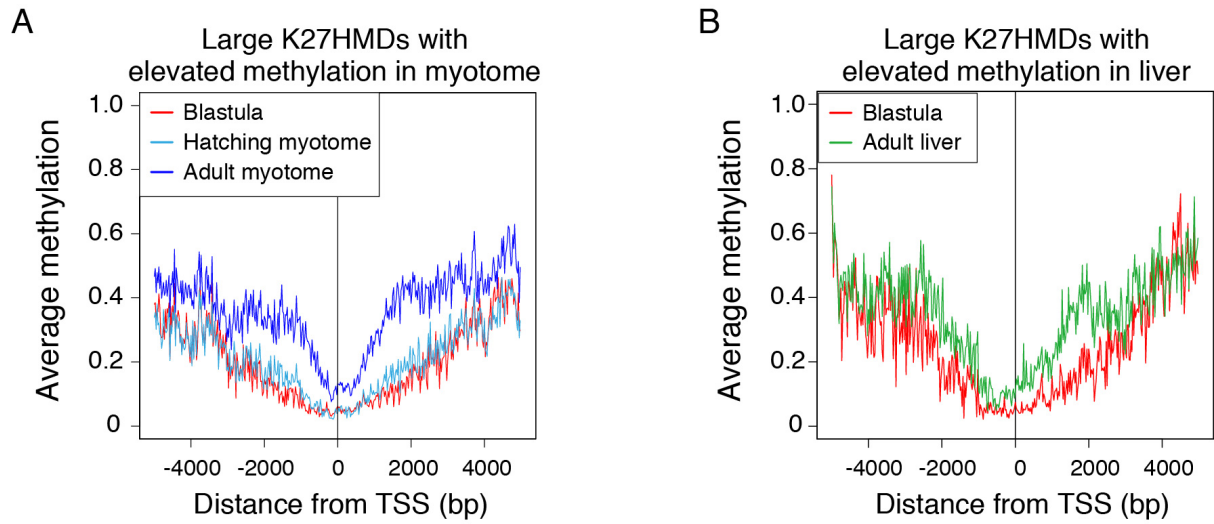 A
Large K27HMDs with
elevated methylation in myotome
Average methylation
1.0
0.8
0.6
0.4
0.2
0
Blastula
Hatching myotome
Adult myotome
-4000 -2000 0 2000 4000
Distance from TSS (bp)
B
Large K27HMDs with
elevated methylation in liver
Average methylation
1.0
0.8
0.6
0.4
0.2
0
Blastula
Adult liver
-4000 -2000 0 2000 4000
Distance from TSS (bp)